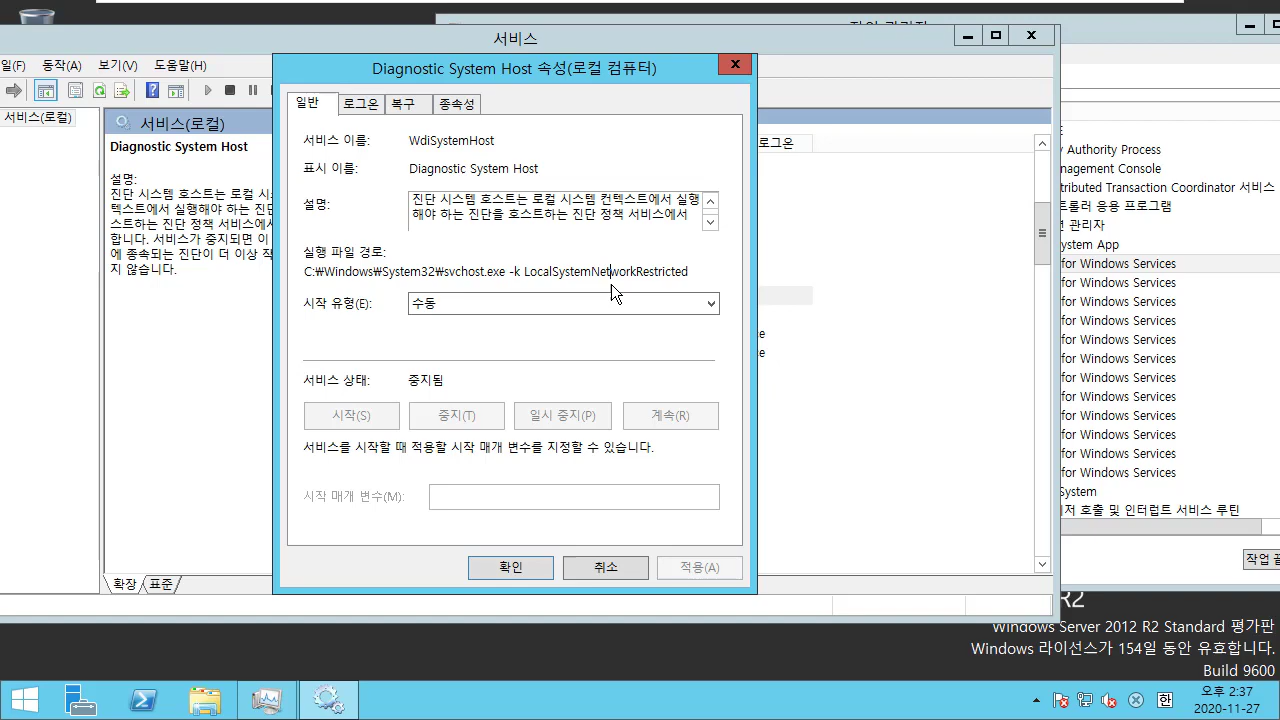 서비스
일(F) 동작(A) 보기(V) 도움말(H)
서비스(로컬)
서비스(로컬)
Diagnostic System Host
설명:
진단 시스템 호스트는 로컬 시
텍스트에서 실행해야 하는 진단
스트하는 진단 정책 서비스에서
합니다. 서비스가 중지되면 이
에 종속되는 진단이 더 이상 작
지 않습니다.
확장 표준
Diagnostic System Host 속성(로컬 컴퓨터)
일반 로그온 복구 종속성
서비스 이름: WdiSystemHost
표시 이름: Diagnostic System Host
설명: 진단 시스템 호스트는 로컬 시스템 컨텍스트에서 실행
해야 하는 진단을 호스트하는 진단 정책 서비스에서
실행 파일 경로:
C:₩Windows₩System32₩svchost.exe -k LocalSystemNetworkRestricted
시작 유형(E): 수동
서비스 상태: 중지됨
시작(S) 중지(T) 일시 중지(P) 계속(R)
서비스를 시작할 때 적용할 시작 매개 변수를 지정할 수 있습니다.
시작 매개 변수(M):
확인 취소 적용(A)
로그온
Authority Process
nagement Console
tributed Transaction Coordinator 서비스
트롤러 응용 프로그램
관리자
System App
for Windows Services
for Windows Services
for Windows Services
for Windows Services
for Windows Services
for Windows Services
for Windows Services
for Windows Services
for Windows Services
for Windows Services
for Windows Services
for Windows Services
System
저 호출 및 인터럽트 서비스 루틴
작업 끝
R2
Windows Server 2012 R2 Standard 평가판
Windows 라이선스가 154일 동안 유효합니다.
Build 9600
한
오후 2:37
2020-11-27